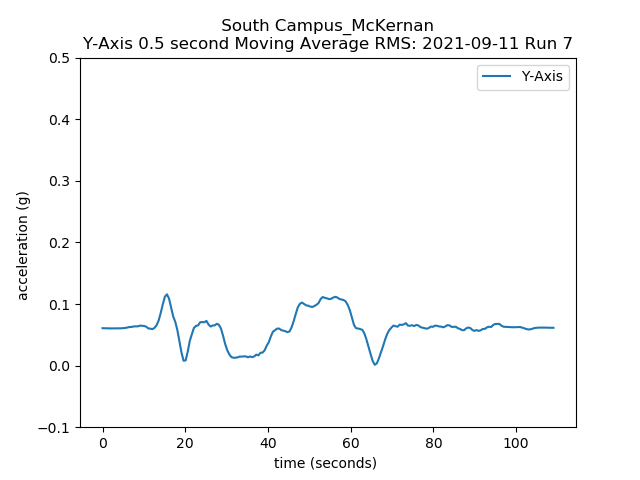 South Campus_McKernan
Y-Axis 0.5 second Moving Average RMS: 2021-09-11 Run 7
Y-Axis
0.5
0.4
0.3
0.2
0.1
0.0
−0.1
acceleration (g)
0 20 40 60 80 100
time (seconds)